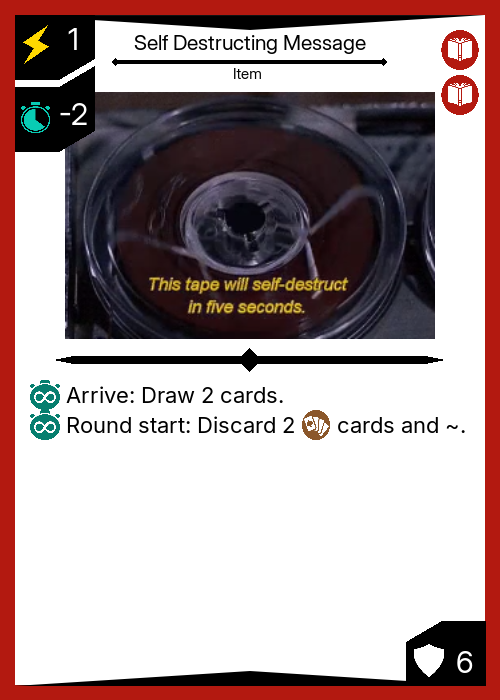 1
Self Destructing Message
Item
-2
This tape will self-destruct
in five seconds.
Arrive: Draw 2 cards.
Round start: Discard 2 cards and ~.
6